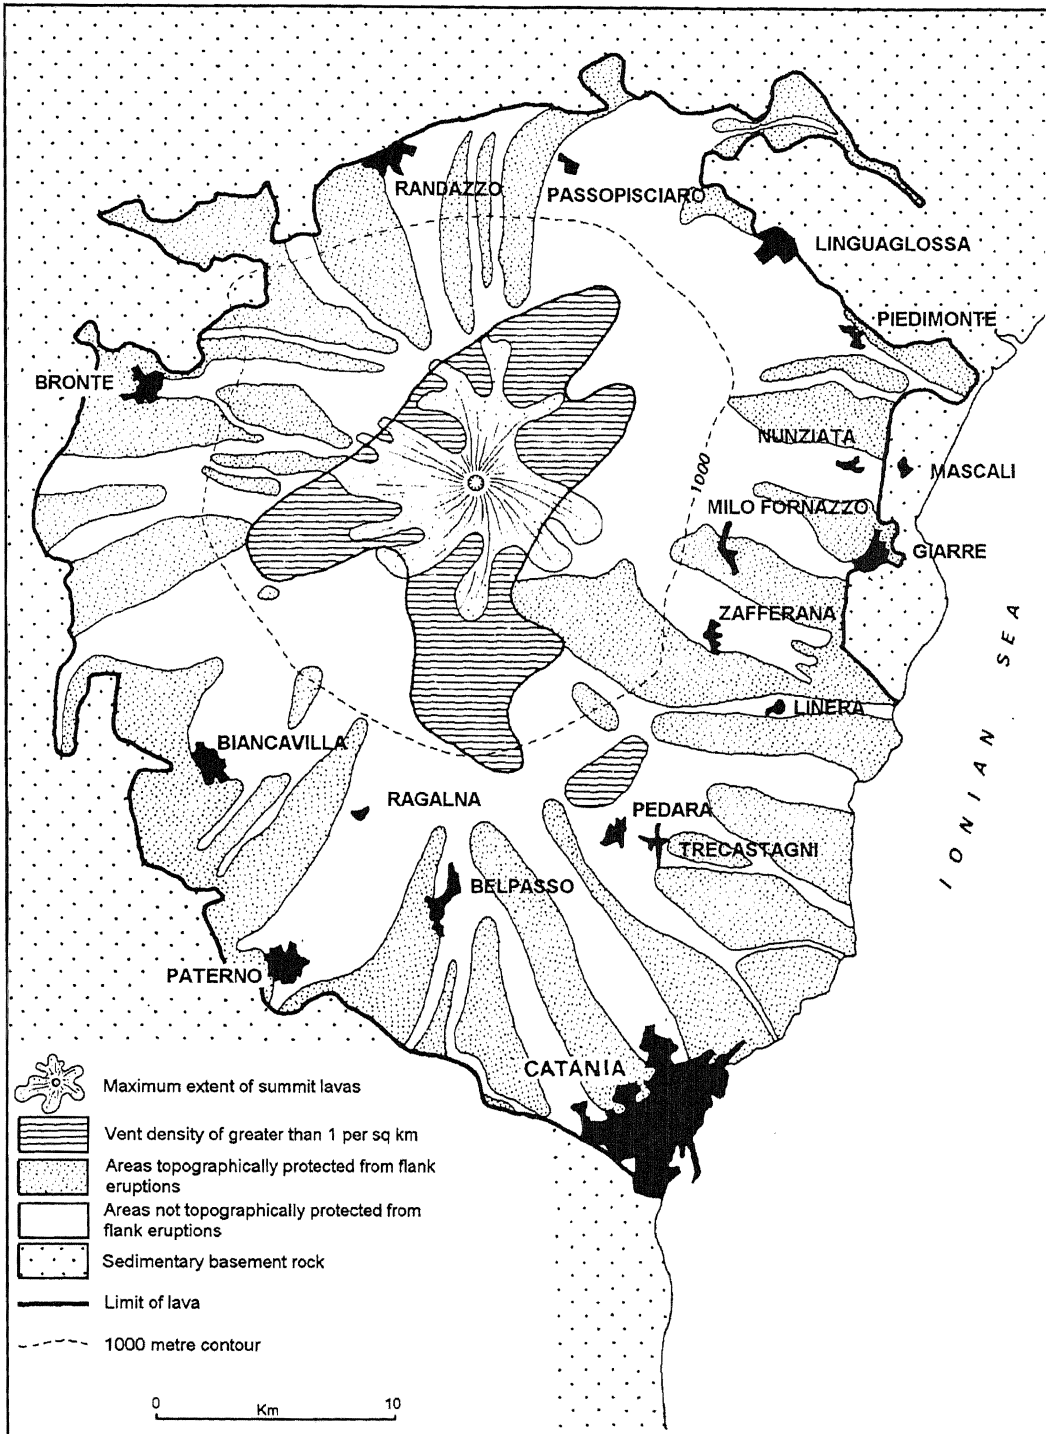 RANDAZZO
PASSOPISCIARO
LINGUAGLOSSA
PIEDIMONTE
BRONTE
NUNZIATA
1000
MASCALI
MILO FORNAZZO
GIARRE
ZAFFERANA
LINERA
IONIAN SEA
BIANCAVILLA
RAGALNA
PEDARA
TRECASTAGNI
BELPASSO
PATERNO
CATANIA
Maximum extent of summit lavas
Vent density of greater than 1 per sq km
Areas topographically protected from flank
eruptions
Areas not topographically protected from
flank eruptions
Sedimentary basement rock
Limit of lava
1000 metre contour
0 10
Km